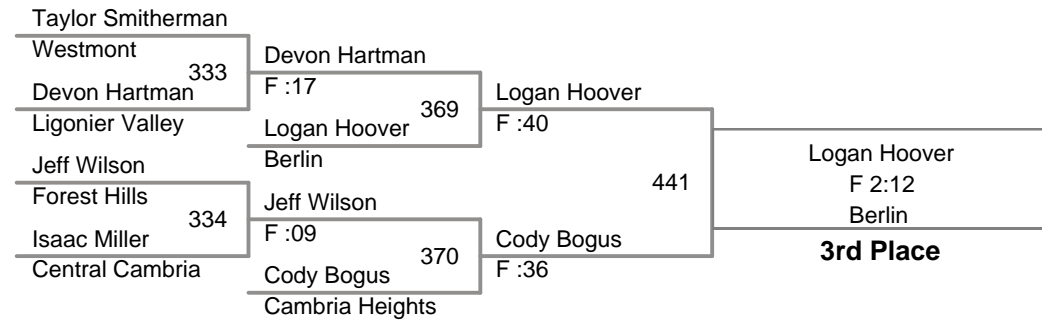 Taylor Smitherman
Westmont
333
Devon Hartman
Ligonier Valley
Jeff Wilson
Forest Hills
334
Isaac Miller
Central Cambria
Devon Hartman
F :17
369
Logan Hoover
Berlin
Jeff Wilson
F :09
370
Cody Bogus
Cambria Heights
Logan Hoover
F :40
441
Cody Bogus
F :36
Logan Hoover
F 2:12
Berlin
3rd Place